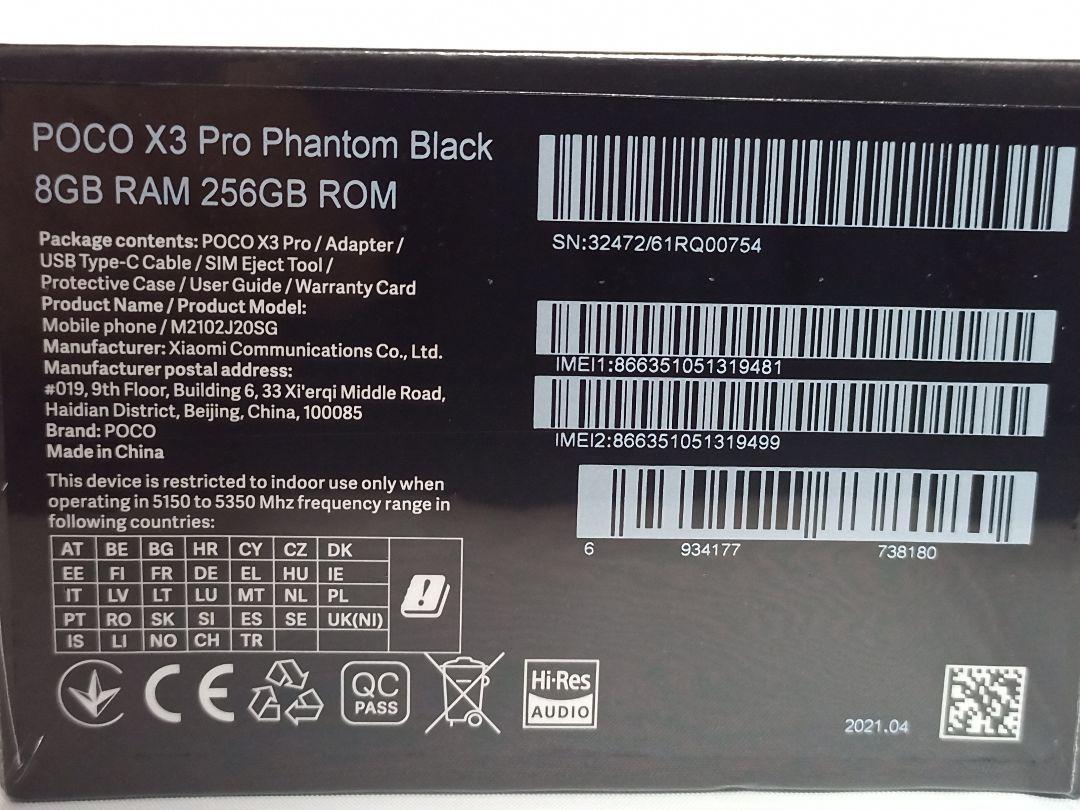 POCO X3 Pro Phantom Black
8GB RAM 256GB ROM
Package contents: POCO X3 Pro / Adapter /
USB Type-C Cable / SIM Eject Tool /
Protective Case / User Guide / Warranty Card
Product Name / Product Model:
Mobile phone / M2102J20SG
Manufacturer: Xiaomi Communications Co., Ltd.
Manufacturer postal address:
#019, 9th Floor, Building 6, 33 Xi'erqi Middle Road,
Haidian District, Beijing, China, 100085
Brand: POCO
Made in China
This device is restricted to indoor use only when
operating in 5150 to 5350 Mhz frequency range in
following countries:
AT BE BG HR CY CZ DK
EE FI FR DE EL HU IE
IT LV LT LU MT NL PL
PT RO SK SI ES SE UK(NI)
IS LI NO CH TR
CE
QC
PASS
Hi-Res
AUDIO
SN:32472/61RQ00754
IMEI1:866351051319481
IMEI2:866351051319499
6 934177 738180
2021.04